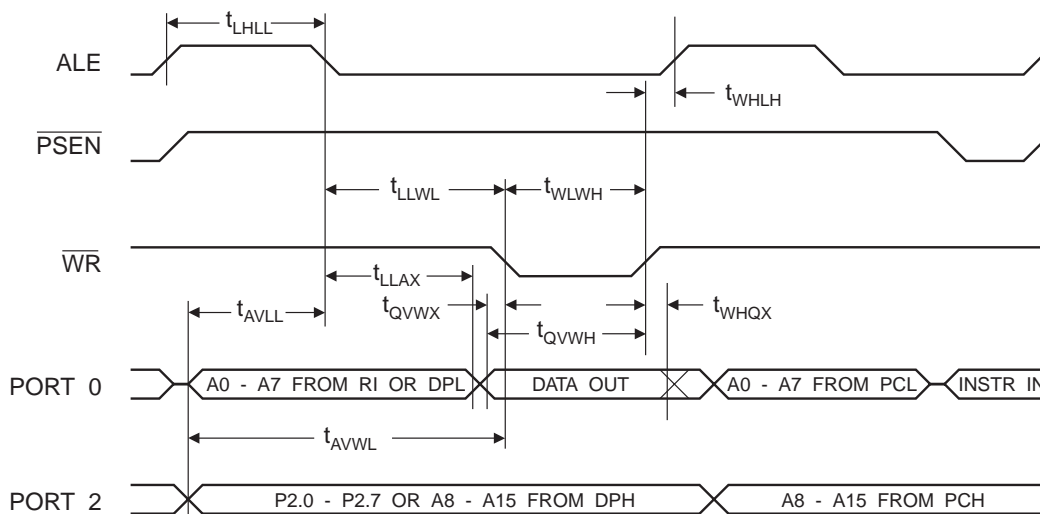 tLHLL
ALE
tWHLH
PSEN
tLLWL
tWLWH
WR
tLLAX
tQVWX
tWHQX
tAVLL
tQVWH
PORT 0
A0 - A7 FROM RI OR DPL
DATA OUT
A0 - A7 FROM PCL
INSTR IN
tAVWL
PORT 2
P2.0 - P2.7 OR A8 - A15 FROM DPH
A8 - A15 FROM PCH